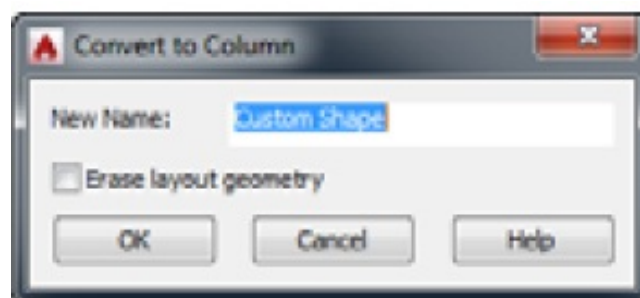 Convert to Column
New Name: Custom Shape
Erase layout geometry
OK Cancel Help